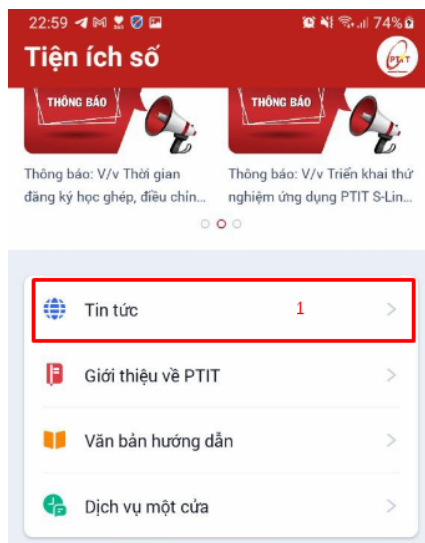 22:59 74%
Tiện ích số
PTIT
THÔNG BÁO THÔNG BÁO
Thông báo: V/v Thời gian
đăng ký học ghép, điều chỉn...
Thông báo: V/v Triển khai thử
nghiệm ứng dụng PTIT S-Lin...
Tin tức 1
Giới thiệu về PTIT
Văn bản hướng dẫn
Dịch vụ một cửa